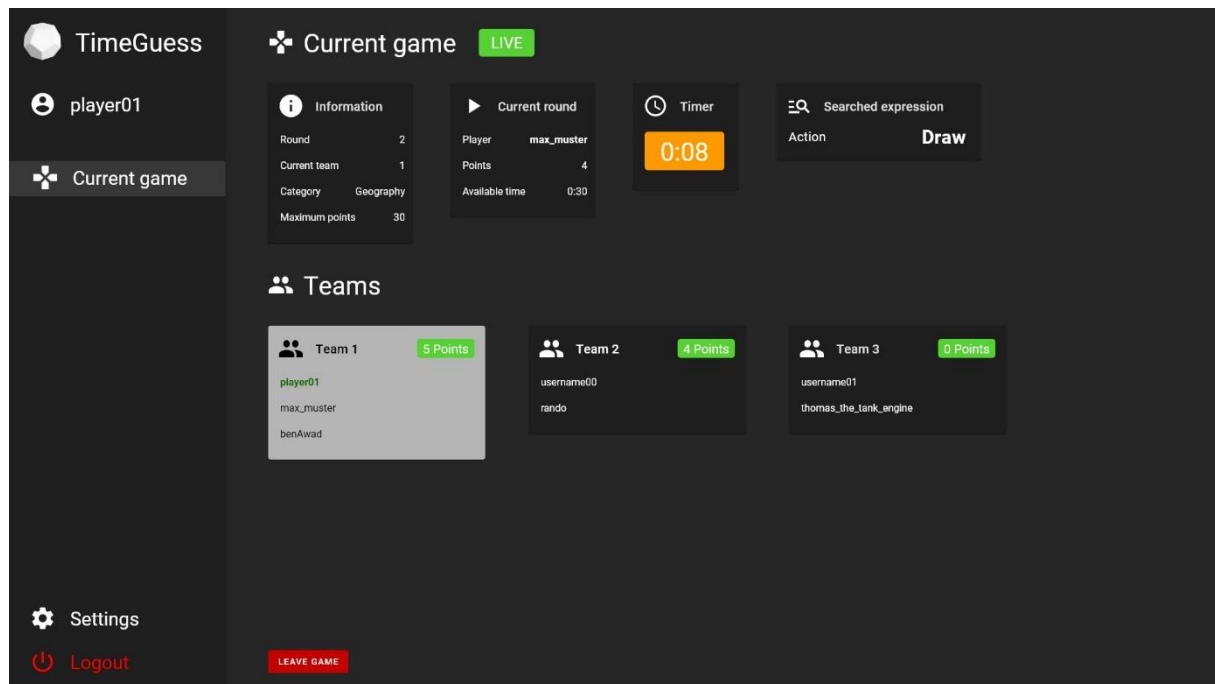 TimeGuess
player01
Current game
Settings
Logout
Current game LIVE
Information
Round 2
Current team 1
Category Geography
Maximum points 30
Current round
Player max_muster
Points 4
Available time 0:30
Timer
0:08
Searched expression
Action Draw
Teams
Team 1 5 Points
player01
max_muster
benAwad
Team 2 4 Points
username00
rando
Team 3 0 Points
username01
thomas_the_tank_engine
LEAVE GAME